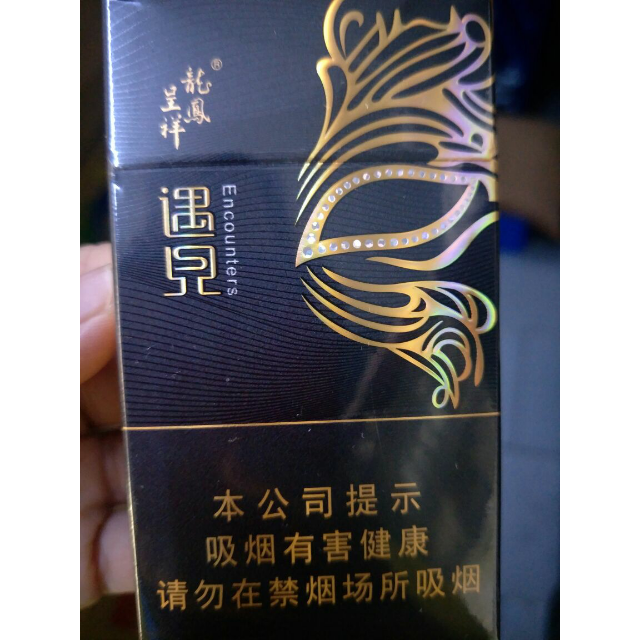 龍鳳®
呈祥
遇見
Encounters
本公司提示
吸烟有害健康
请勿在禁烟场所吸烟